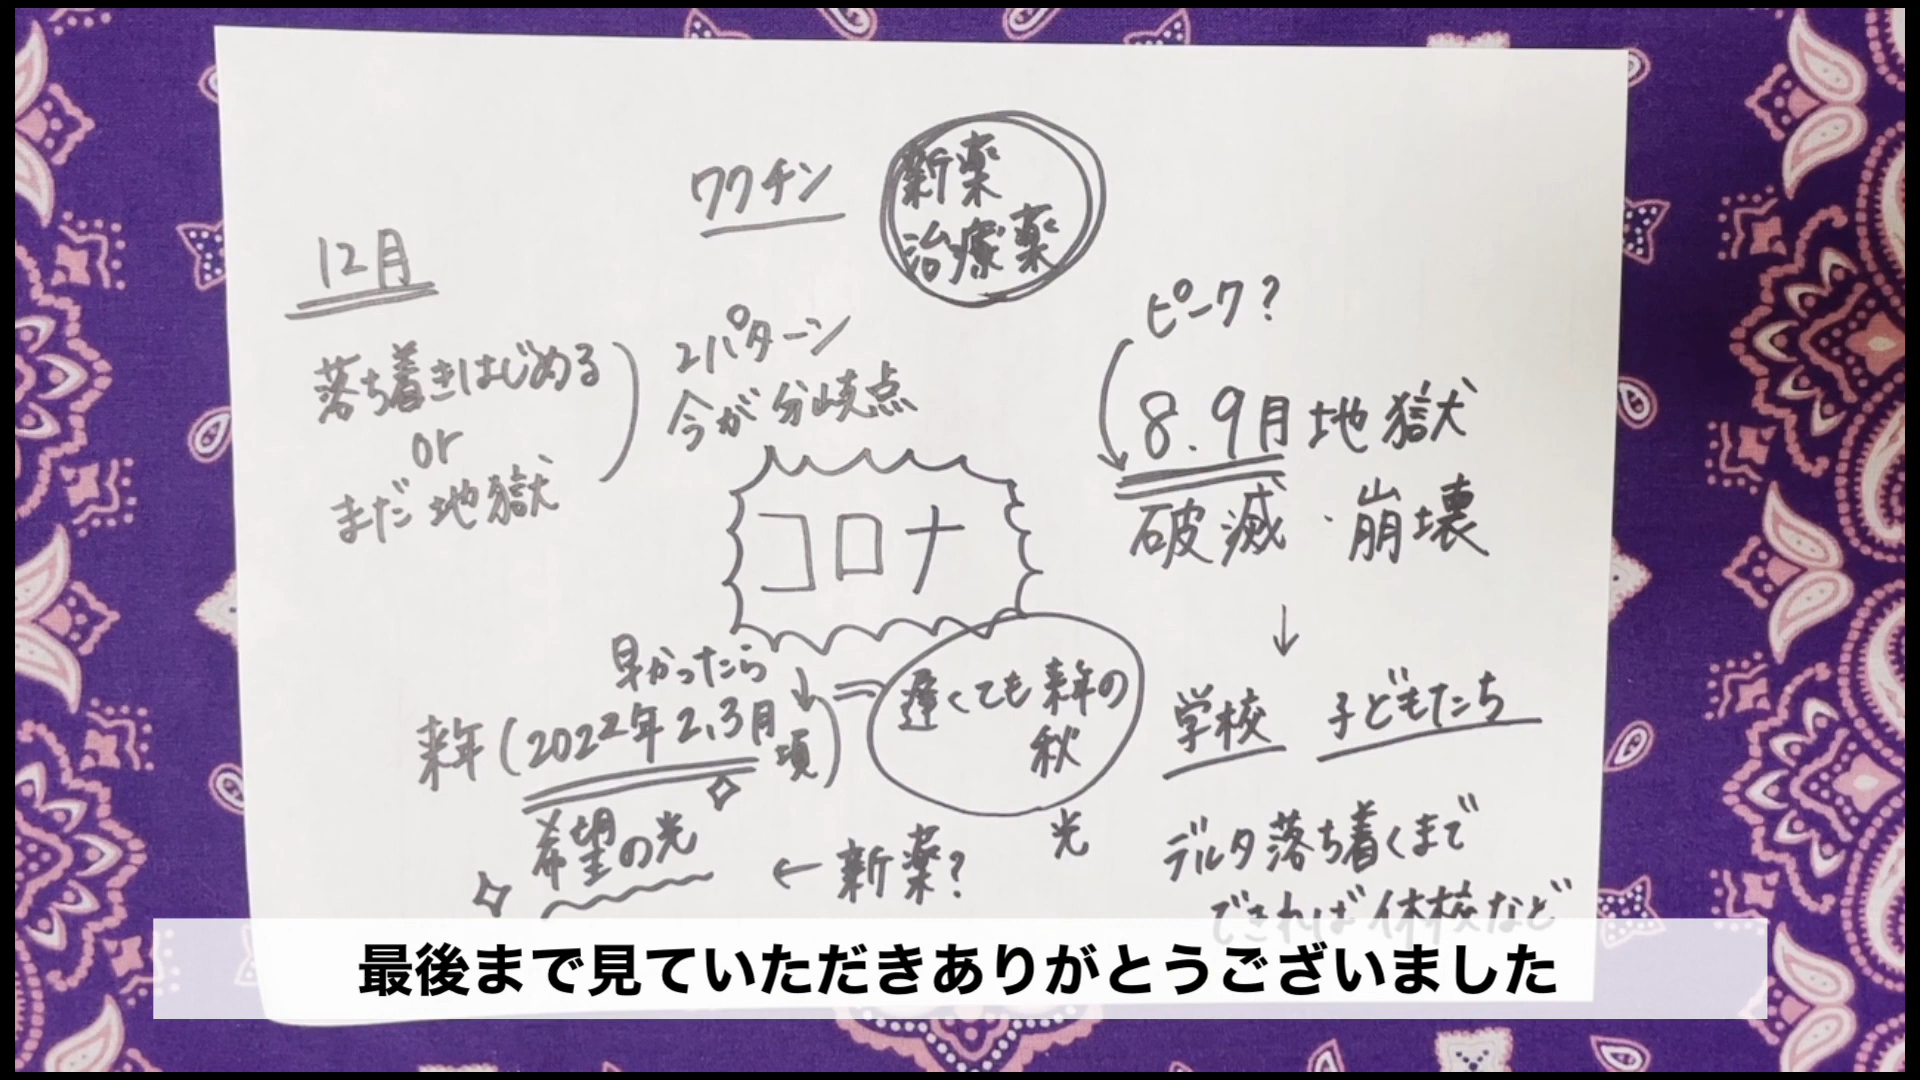 ワクチン
新薬
治療薬
12月
落ち着きはじめる
or
まだ地獄
2パターン
今が分岐点
ピーク?
8.9月地獄
破滅・崩壊
コロナ
早かったら
来年(2022年2,3月頃)
遅くても来年の
秋
光
希望の光
←新薬?
↓
学校 子どもたち
デルタ落ち着くまで
できれば休校など
最後まで見ていただきありがとうございました